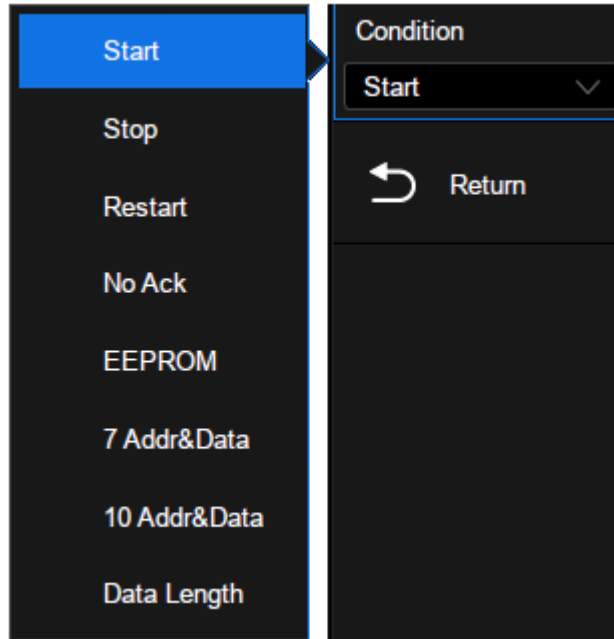 Start
Stop
Restart
No Ack
EEPROM
7 Addr&Data
10 Addr&Data
Data Length
Condition
Start
Return